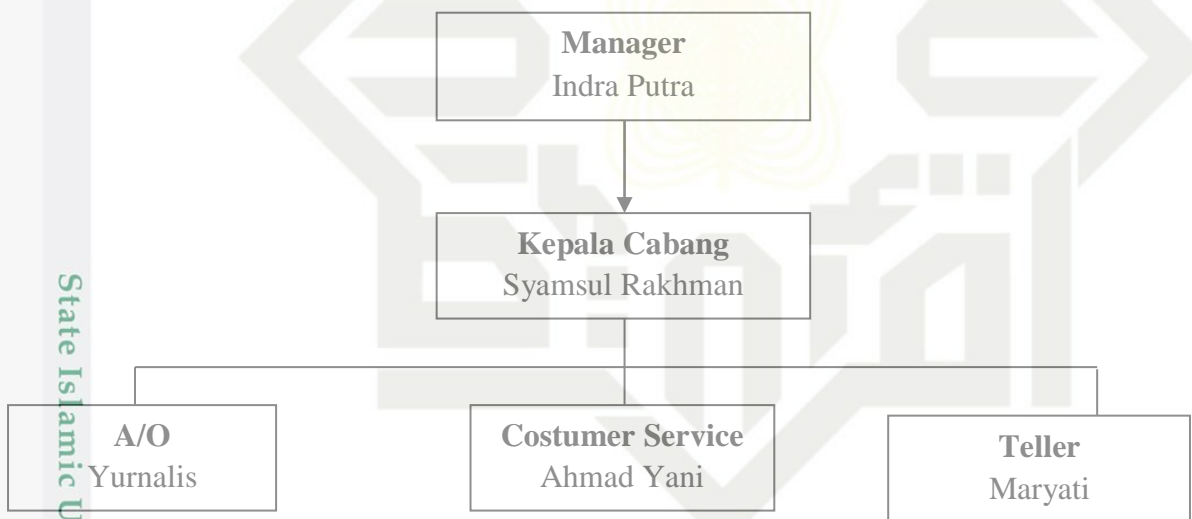 Manager
Indra Putra
Kepala Cabang
Syamsul Rakhman
A/O
Yurnalis
Costumer Service
Ahmad Yani
Teller
Maryati
State Islamic U